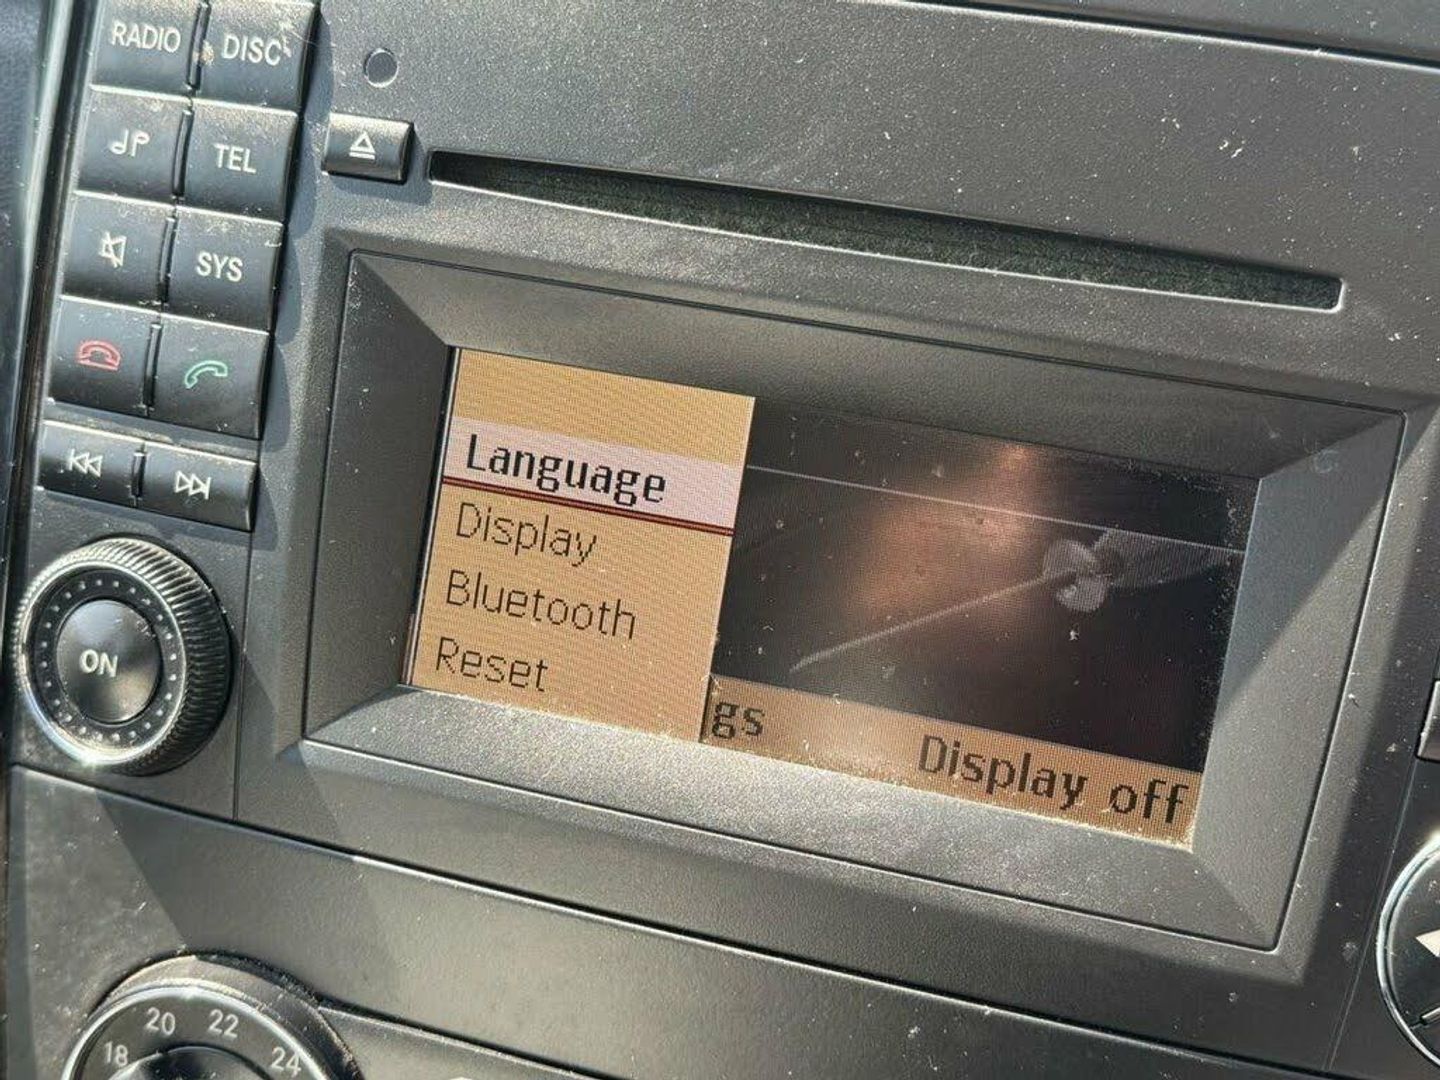 RADIO DISC
TEL
SYS
ON
Language
Display
Bluetooth
Reset
gs Display off
18 20 22 24